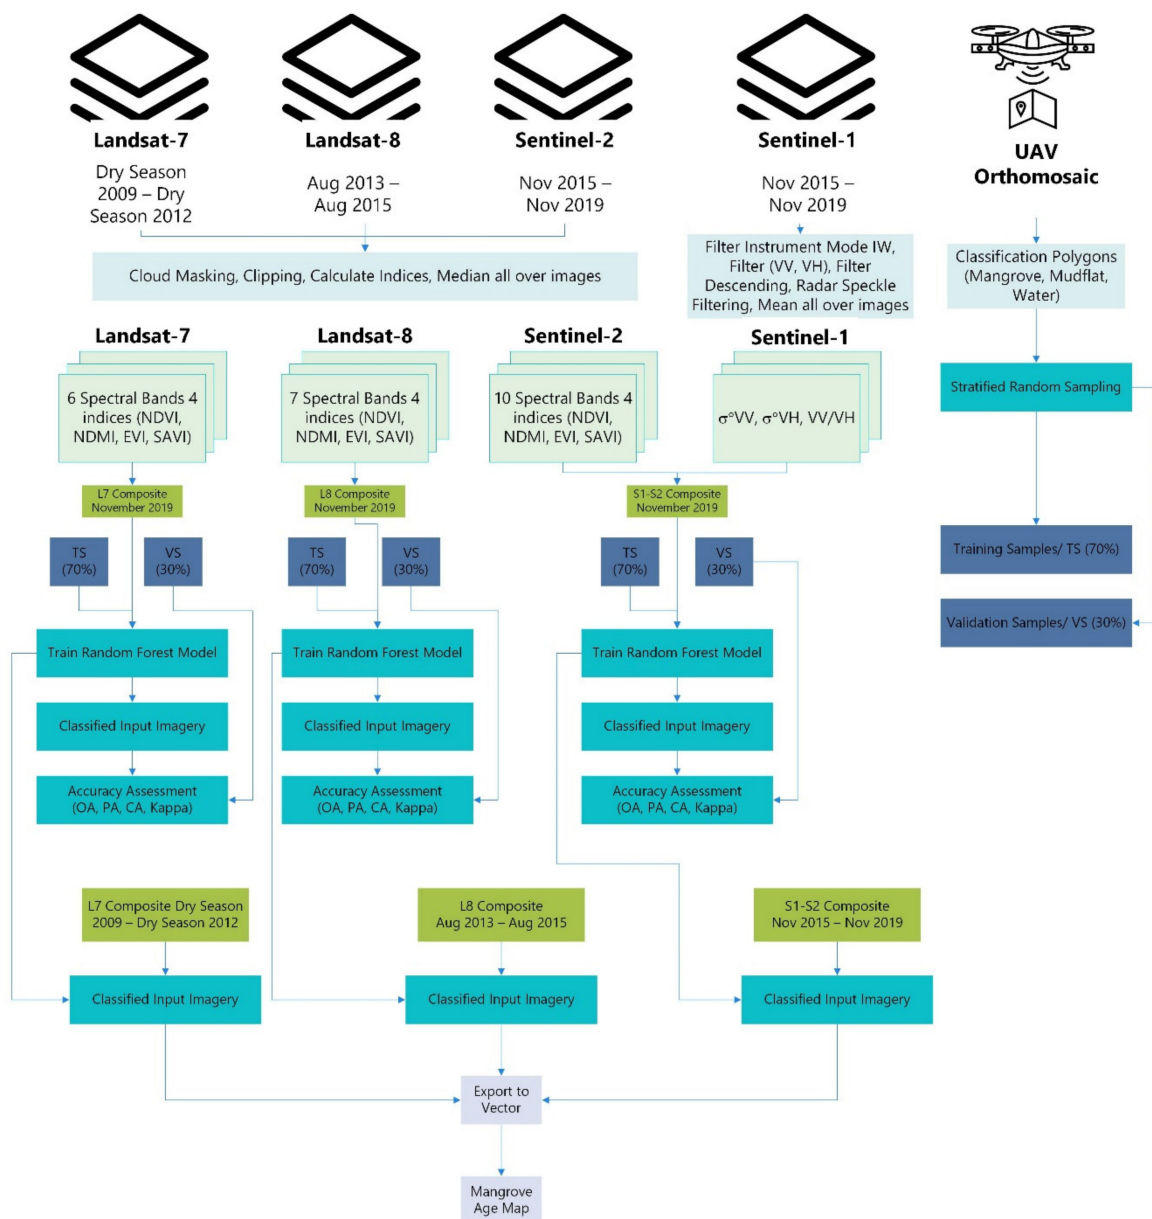 Landsat-7
Dry Season
2009 – Dry
Season 2012
Landsat-8
Aug 2013 –
Aug 2015
Sentinel-2
Nov 2015 –
Nov 2019
Sentinel-1
Nov 2015 –
Nov 2019
UAV
Orthomosaic
Cloud Masking, Clipping, Calculate Indices, Median all over images
Filter Instrument Mode IW,
Filter (VV, VH), Filter
Descending, Radar Speckle
Filtering, Mean all over images
Classification Polygons
(Mangrove, Mudflat,
Water)
Landsat-7
6 Spectral Bands 4
indices (NDVI,
NDMI, EVI, SAVI)
Landsat-8
7 Spectral Bands 4
indices (NDVI,
NDMI, EVI, SAVI)
Sentinel-2
10 Spectral Bands 4
indices (NDVI,
NDMI, EVI, SAVI)
Sentinel-1
σ°VV, σ°VH, VV/VH
Stratified Random Sampling
L7 Composite
November 2019
L8 Composite
November 2019
S1-S2 Composite
November 2019
TS
(70%)
VS
(30%)
TS
(70%)
VS
(30%)
TS
(70%)
VS
(30%)
Training Samples/ TS (70%)
Validation Samples/ VS (30%)
Train Random Forest Model
Train Random Forest Model
Train Random Forest Model
Classified Input Imagery
Classified Input Imagery
Classified Input Imagery
Accuracy Assessment
(OA, PA, CA, Kappa)
Accuracy Assessment
(OA, PA, CA, Kappa)
Accuracy Assessment
(OA, PA, CA, Kappa)
L7 Composite Dry Season
2009 – Dry Season 2012
L8 Composite
Aug 2013 – Aug 2015
S1-S2 Composite
Nov 2015 – Nov 2019
Classified Input Imagery
Classified Input Imagery
Classified Input Imagery
Export to
Vector
Mangrove
Age Map